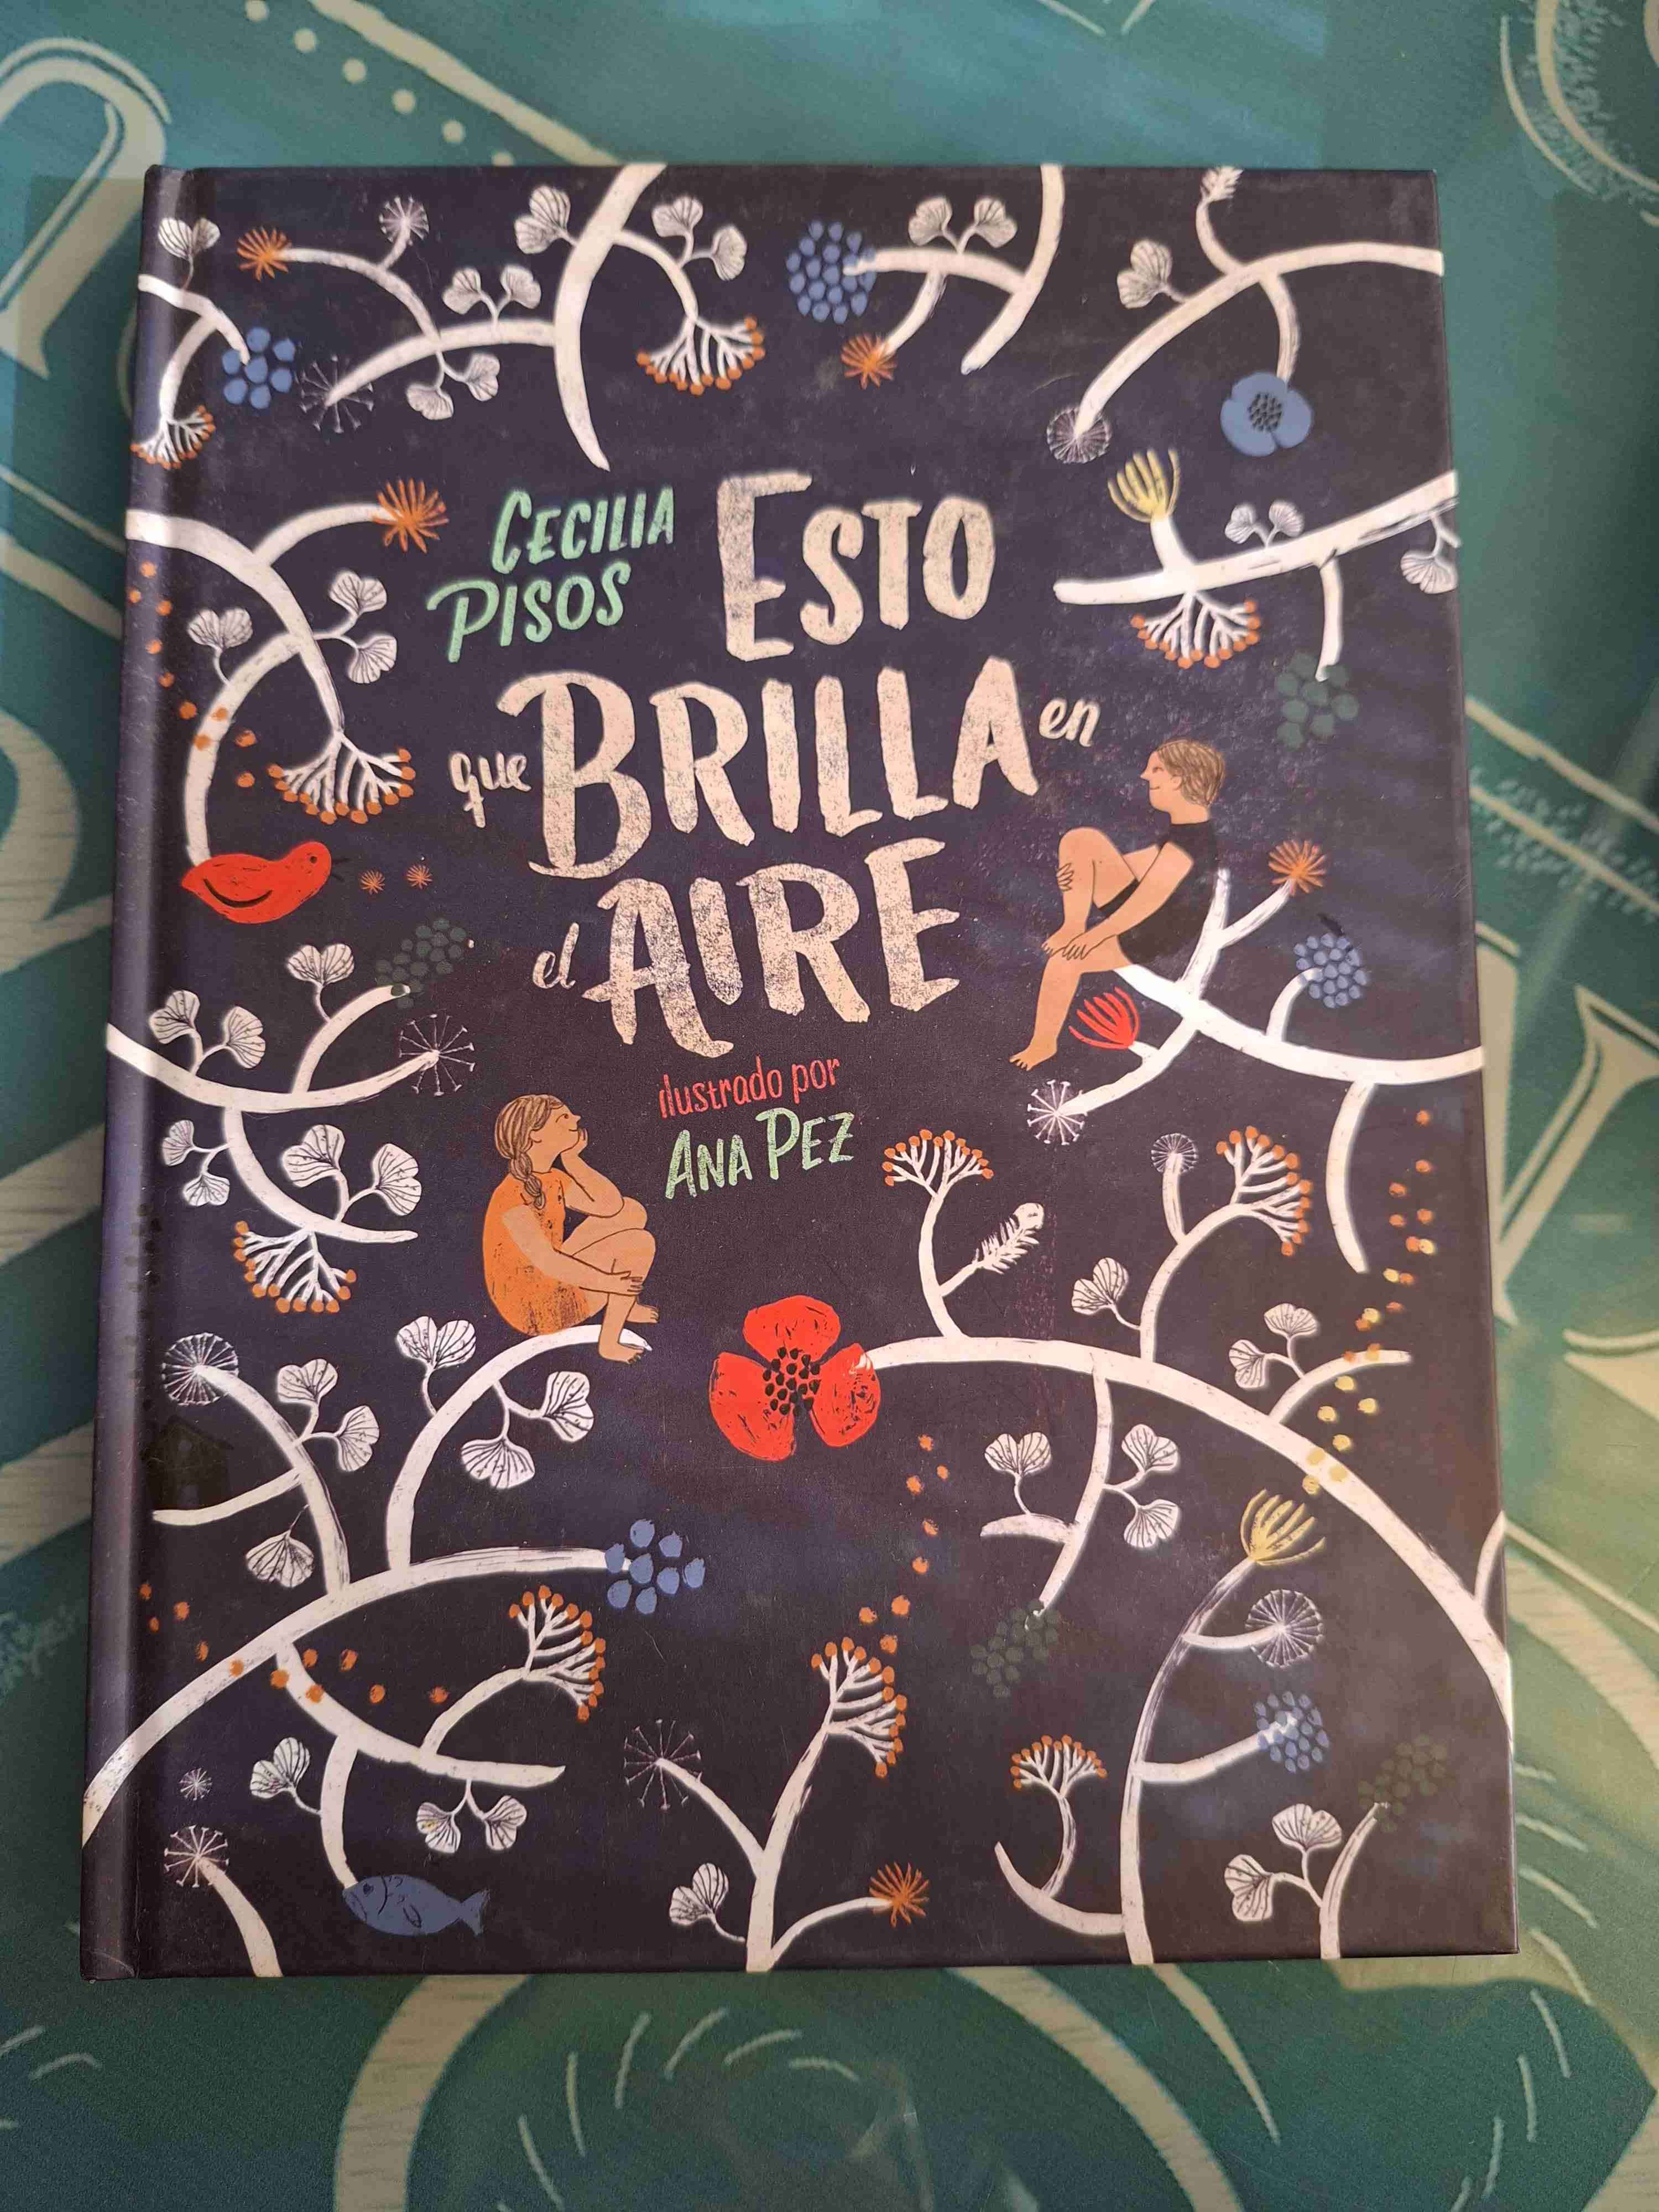 CECILIA
PISOS
ESTO
que BRILLA en
el AIRE
ilustrado por
ANA PEZ